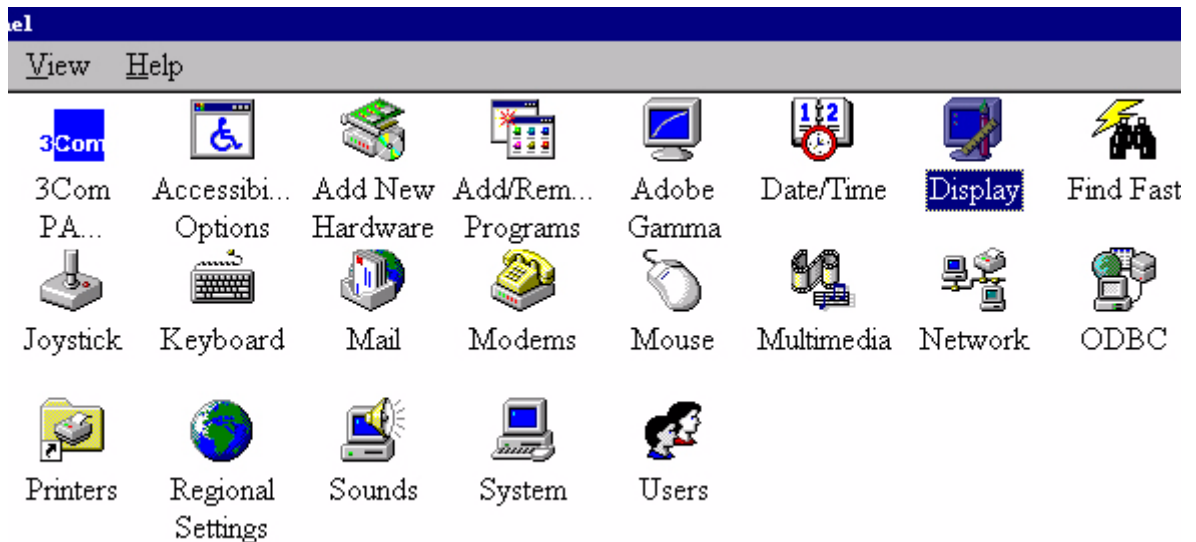 nel
View Help
3Com
3Com Accessibi... Add New Add/Rem... Adobe Date/Time Display Find Fast
PA... Options Hardware Programs Gamma
Joystick Keyboard Mail Modems Mouse Multimedia Network ODBC
Printers Regional Sounds System Users
Settings